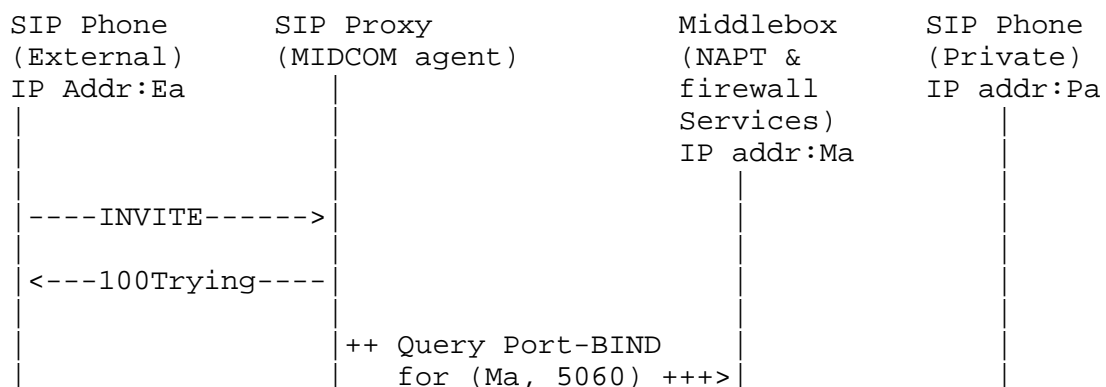 SIP Phone       SIP Proxy               Middlebox     SIP Phone
(External)     (MIDCOM agent)           (NAPT &       (Private)
IP Addr:Ea          |                    firewall      IP addr:Pa
|                   |                    Services)         |
|                   |                    IP addr:Ma        |
|                   |                       |              |
|----INVITE------>|                       |              |
|                   |                       |              |
|<---100Trying----|                       |              |
|                   |                       |              |
|                   |++ Query Port-BIND     |              |
|                   |   for (Ma, 5060) +++>|              |